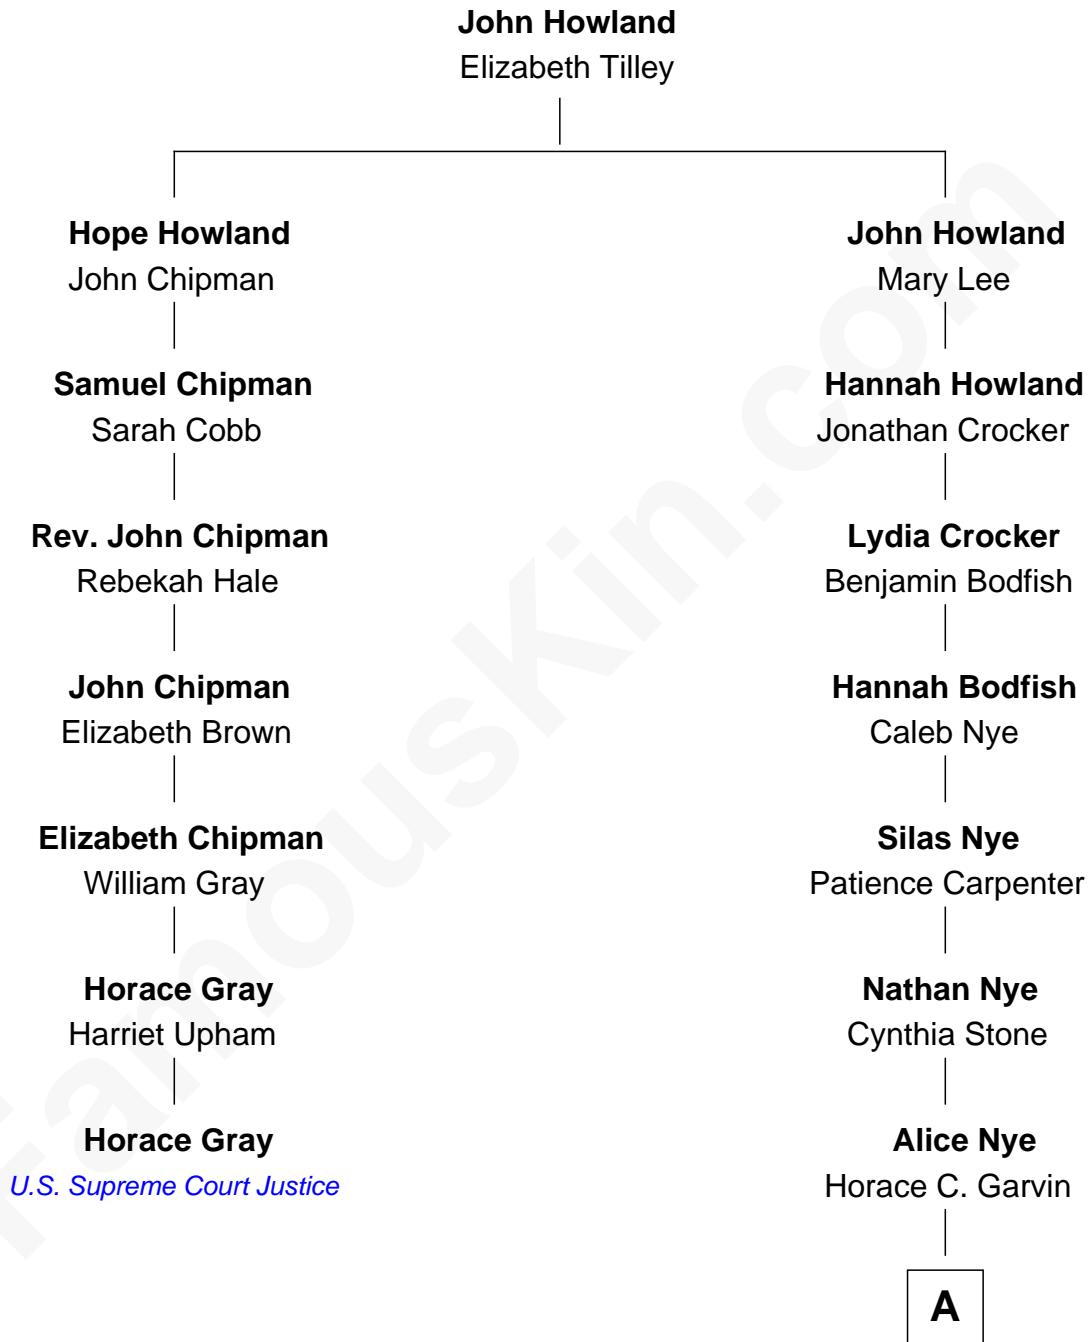 John Howland
Elizabeth Tilley
Hope Howland
John Chipman
John Howland
Mary Lee
Samuel Chipman
Sarah Cobb
Hannah Howland
Jonathan Crocker
Rev. John Chipman
Rebekah Hale
Lydia Crocker
Benjamin Bodfish
John Chipman
Elizabeth Brown
Hannah Bodfish
Caleb Nye
Elizabeth Chipman
William Gray
Silas Nye
Patience Carpenter
Horace Gray
Harriet Upham
Nathan Nye
Cynthia Stone
Horace Gray
U.S. Supreme Court Justice
Alice Nye
Horace C. Garvin
A
FamousKin.com